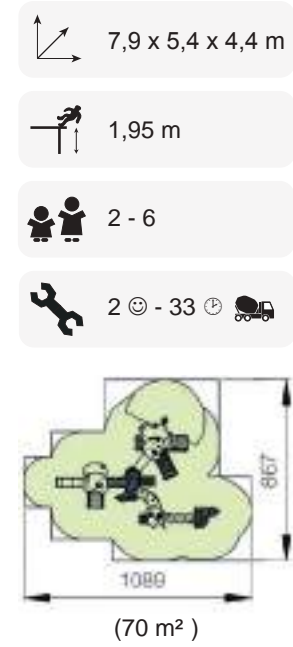 7,9 x 5,4 x 4,4 m
1,95 m
2 - 6
2 ☺ - 33 🕑
867
1089
(70 m² )